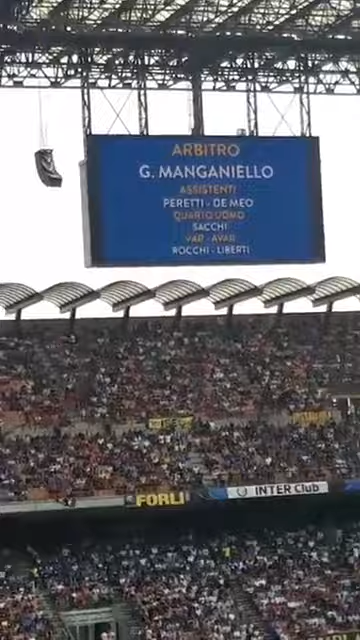 ARBITRO
G. MANGANIELLO
ASSISTENTI
PERETTI - DE MEO
QUARTO UOMO
SACCHI
VAR - AVAR
ROCCHI - LIBERTI
FORLI
INTER Club